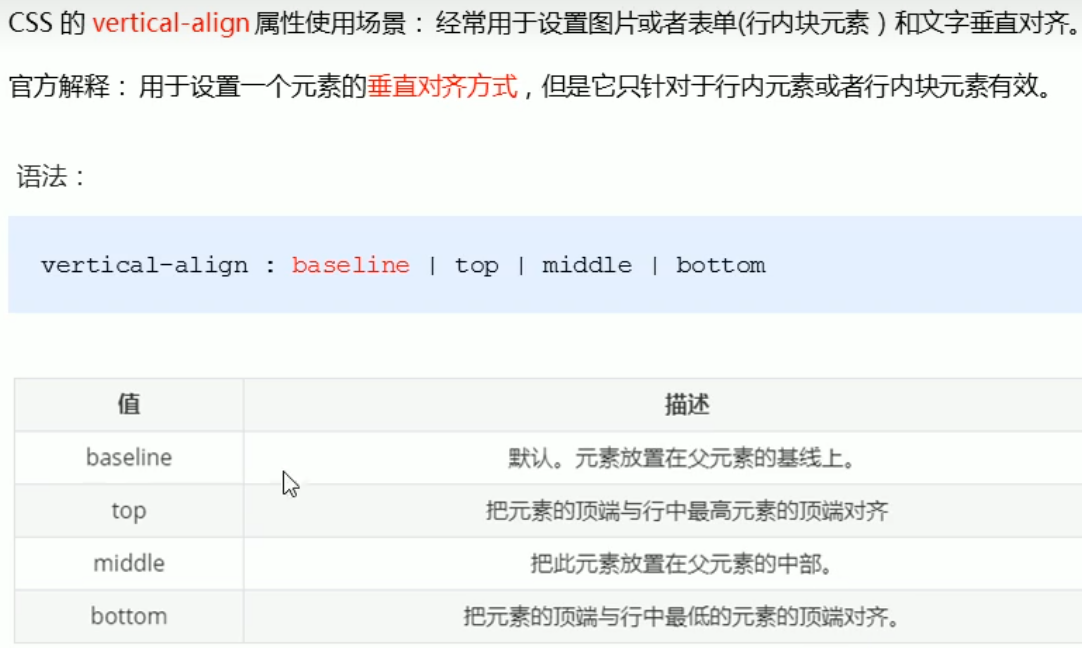 CSS 的 vertical-align 属性使用场景： 经常用于设置图片或者表单(行内块元素 ) 和文字垂直对齐。
官方解释： 用于设置一个元素的垂直对齐方式，但是它只针对于行内元素或者行内块元素有效。
语法：
vertical-align : baseline | top | middle | bottom
值 描述
baseline 默认。元素放置在父元素的基线上。
top 把元素的顶端与行中最高元素的顶端对齐
middle 把此元素放置在父元素的中部。
bottom 把元素的顶端与行中最低的元素的顶端对齐。